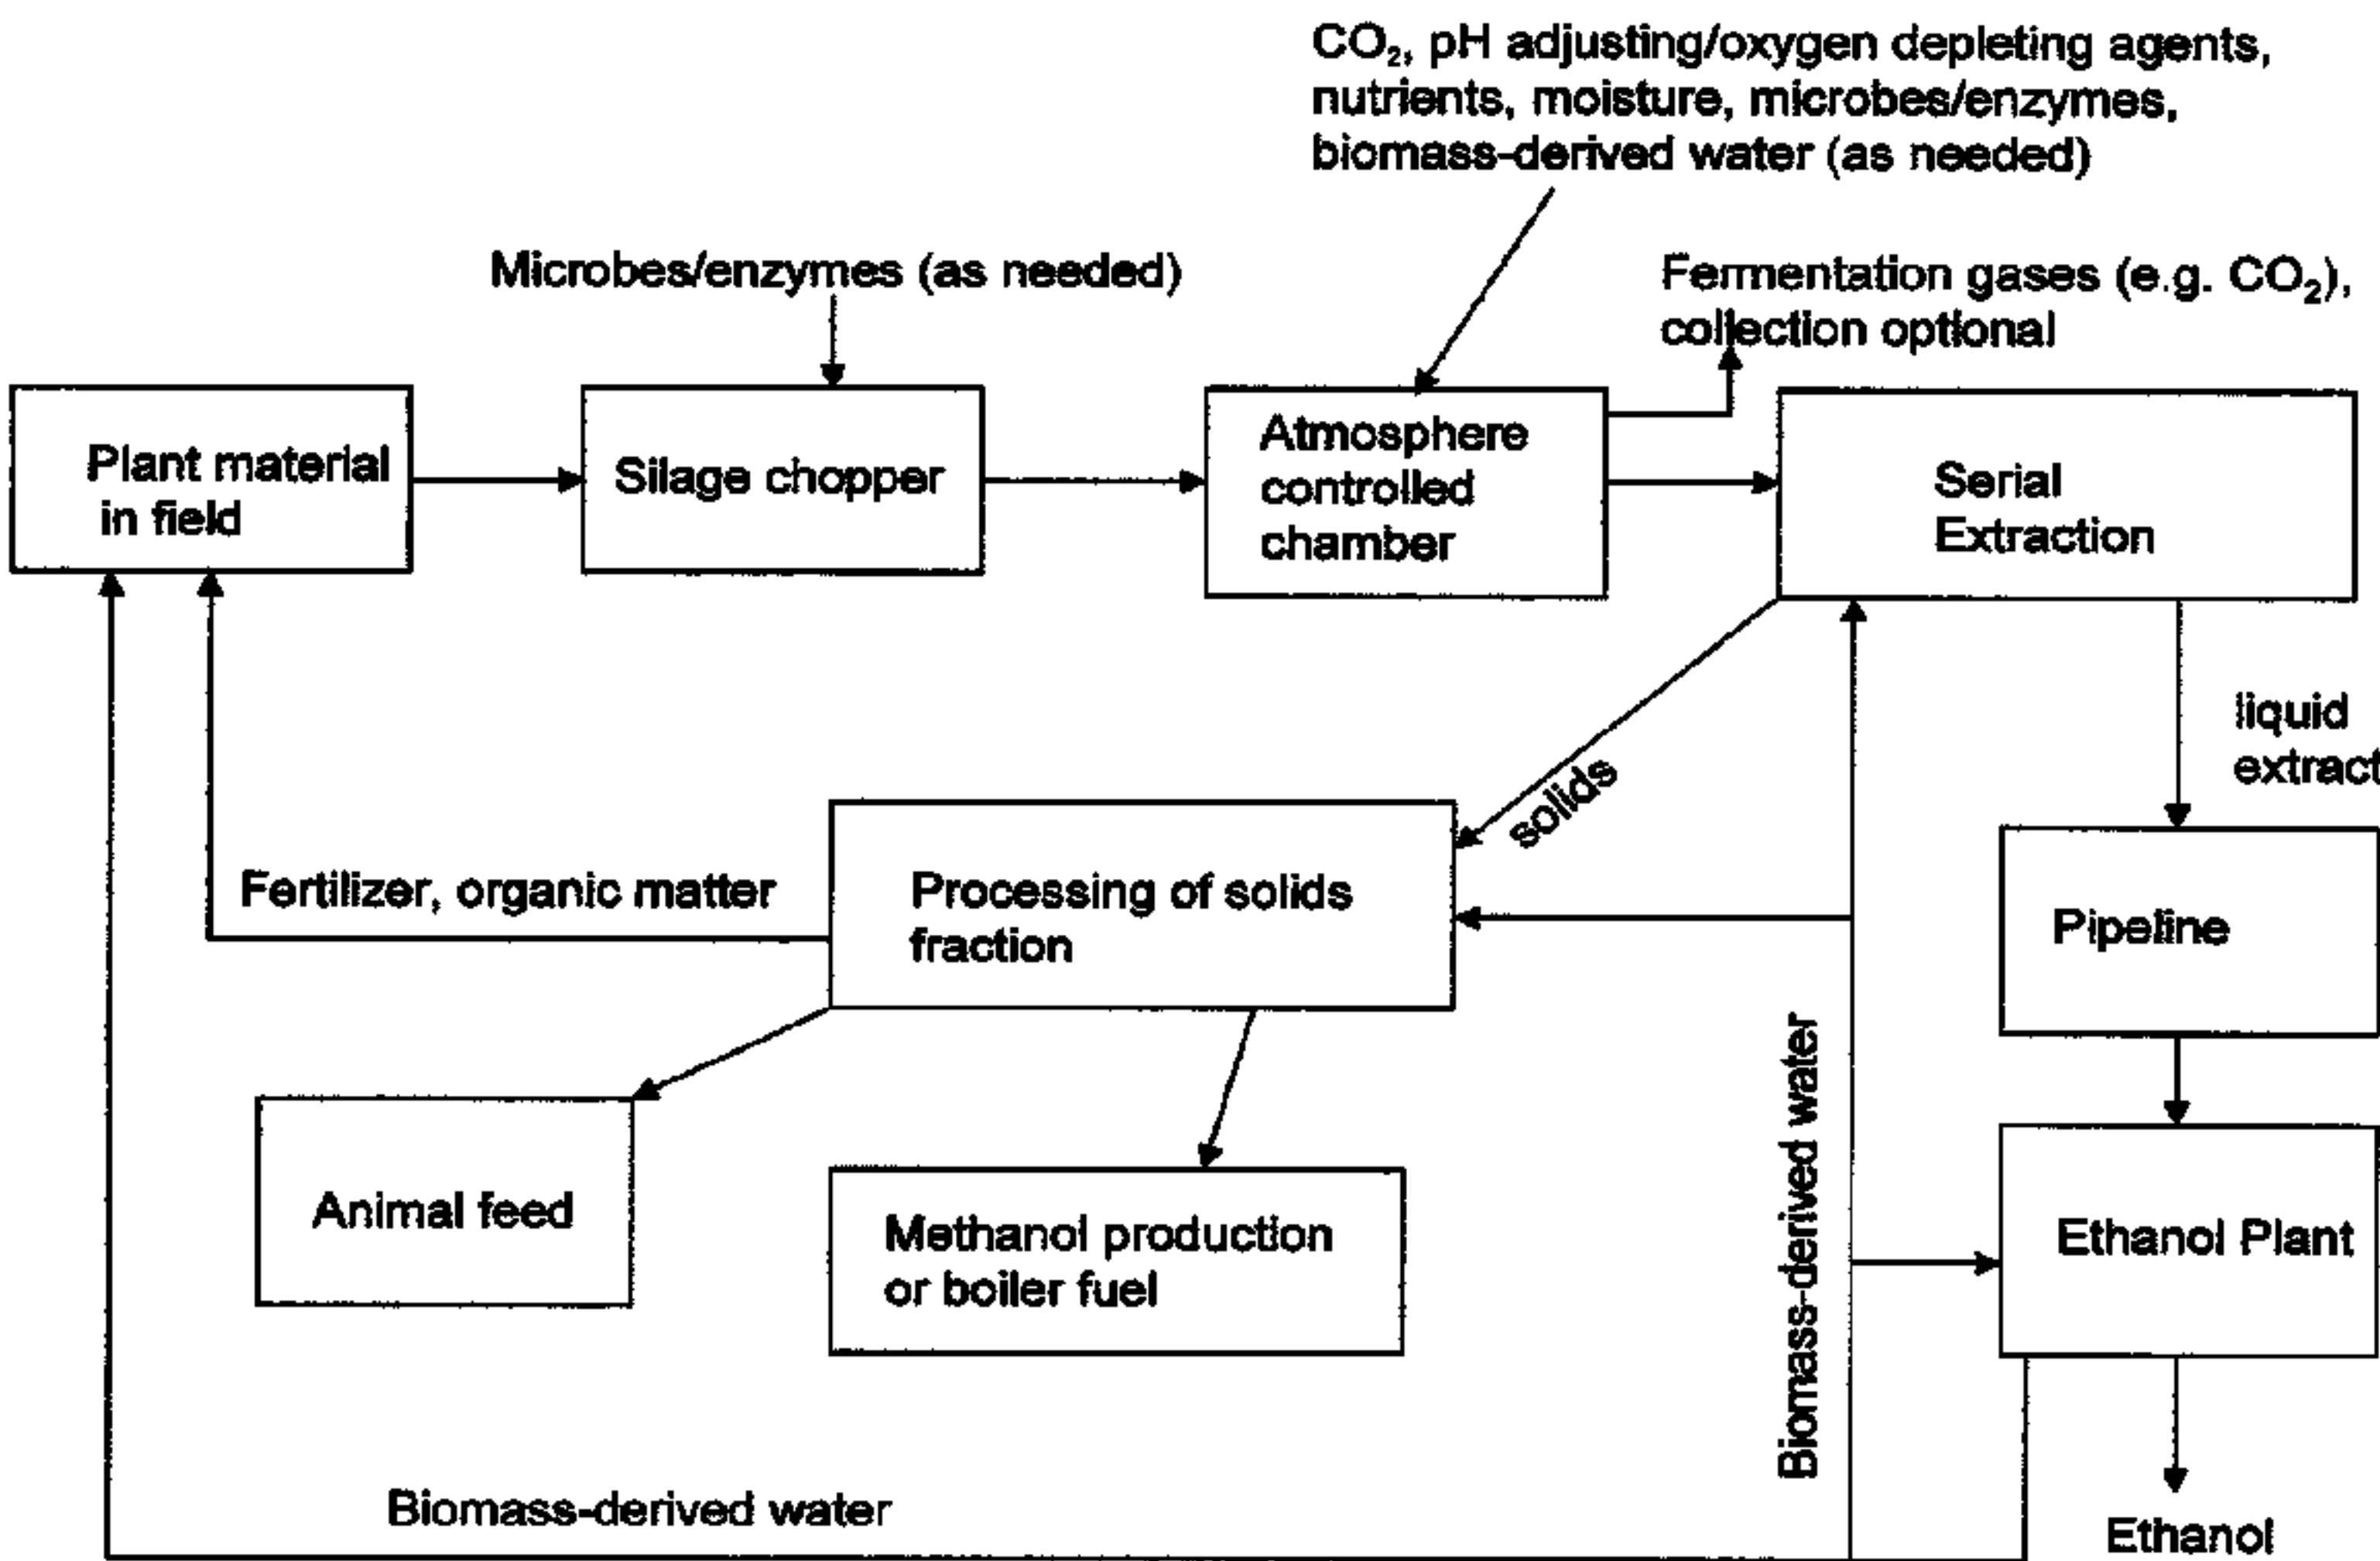 CO₂, pH adjusting/oxygen depleting agents,
nutrients, moisture, microbes/enzymes,
biomass-derived water (as needed)
Microbes/enzymes (as needed)
Fermentation gases (e.g. CO₂),
collection optional
Plant material
in field
Silage chopper
Atmosphere
controlled
chamber
Serial
Extraction
liquid
extract
solids
Fertilizer, organic matter
Processing of solids
fraction
Pipeline
Animal feed
Methanol production
or boiler fuel
Biomass-derived water
Ethanol Plant
Biomass-derived water
Ethanol